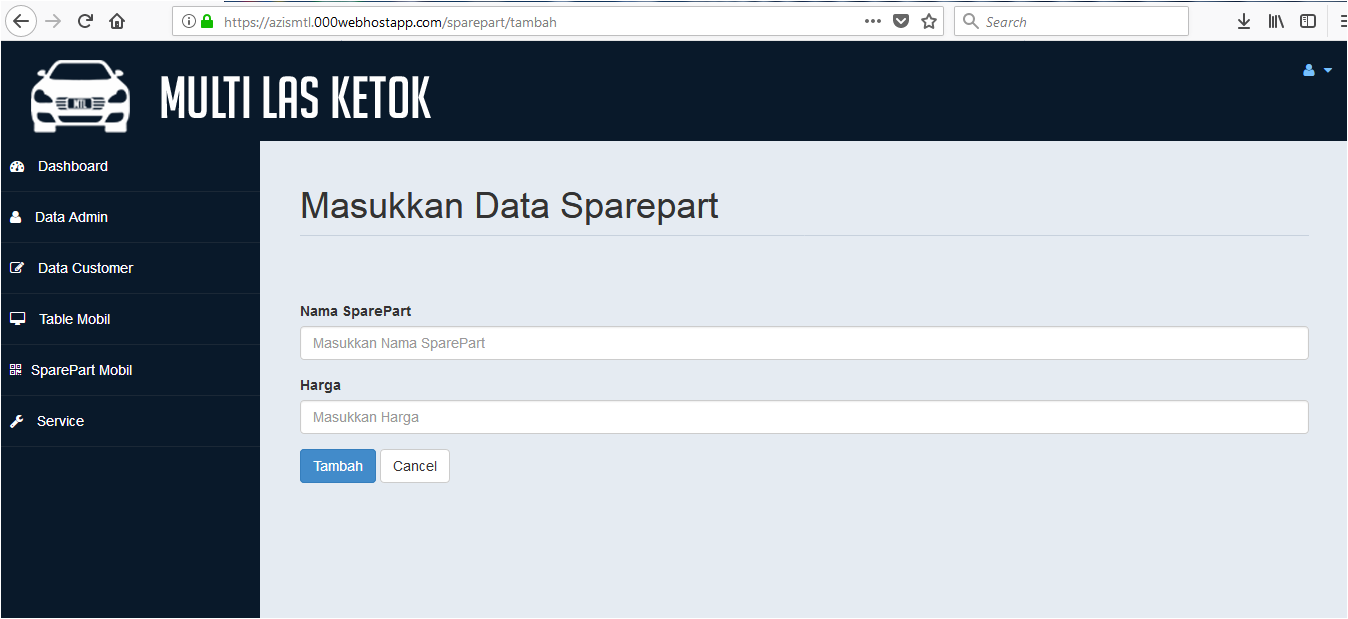 https://azismtl.000webhostapp.com/sparepart/tambah
Search
MTL
MULTI LAS KETOK
Dashboard
Data Admin
Data Customer
Table Mobil
SparePart Mobil
Service
Masukkan Data Sparepart
Nama SparePart
Masukkan Nama SparePart
Harga
Masukkan Harga
Tambah
Cancel